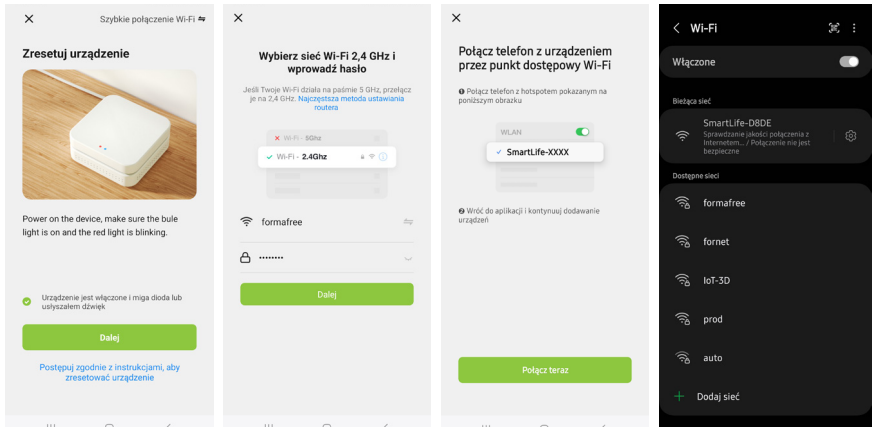 Szybkie połączenie Wi-Fi
Zresetuj urządzenie
Power on the device, make sure the bule
light is on and the red light is blinking.
Urządzenie jest włączone i miga dioda lub
usłyszałem dźwięk
Dalej
Postępuj zgodnie z instrukcjami, aby
zresetować urządzenie
Wybierz sieć Wi-Fi 2,4 GHz i
wprowadź hasło
Jeśli Twoje Wi-Fi działa na paśmie 5 GHz, przełącz
je na 2,4 GHz. Najczęstsza metoda ustawiania
routera
Wi-Fi - 5Ghz
Wi-Fi - 2.4Ghz
formafree
••••••••
Dalej
Połącz telefon z urządzeniem
przez punkt dostępowy Wi-Fi
❶ Połącz telefon z hotspotem pokazanym na
poniższym obrazku
WLAN
SmartLife-XXXX
❷ Wróć do aplikacji i kontynuuj dodawanie
urządzeń
Połącz teraz
Wi-Fi
Włączone
Bieżąca sieć
SmartLife-D8DE
Sprawdzanie jakości połączenia z
Internetem... / Połączenie nie jest
bezpieczne
Dostępne sieci
formafree
fornet
IoT-3D
prod
auto
Dodaj sieć